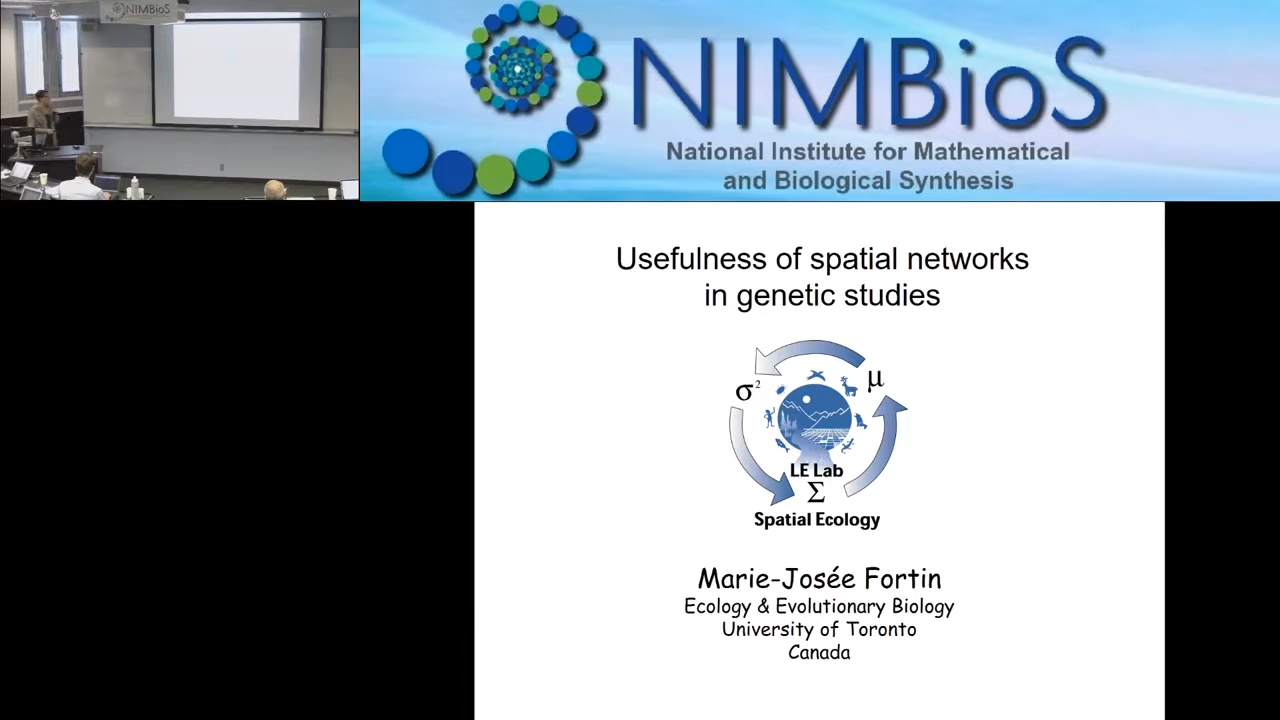 NIMBioS
NIMBioS
National Institute for Mathematical
and Biological Synthesis
Usefulness of spatial networks
in genetic studies
σ² μ
LE Lab
Σ
Spatial Ecology
Marie-Josée Fortin
Ecology & Evolutionary Biology
University of Toronto
Canada